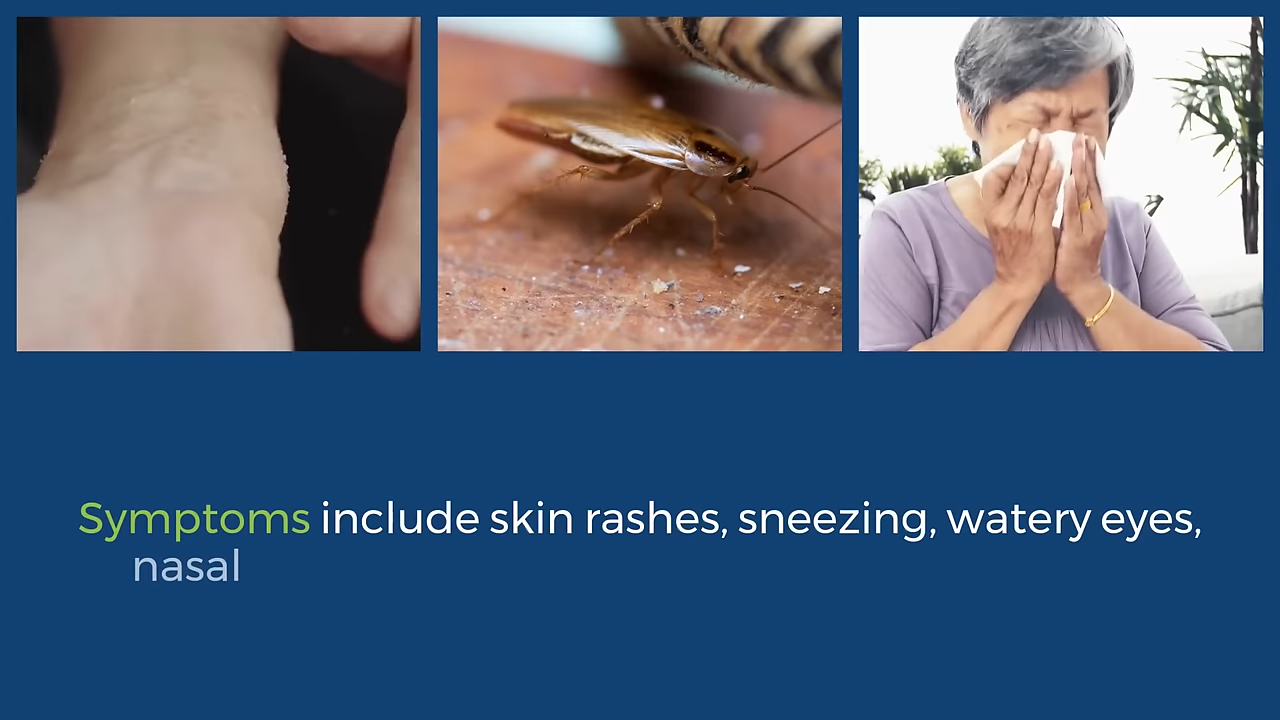 Symptoms include skin rashes, sneezing, watery eyes,
nasal